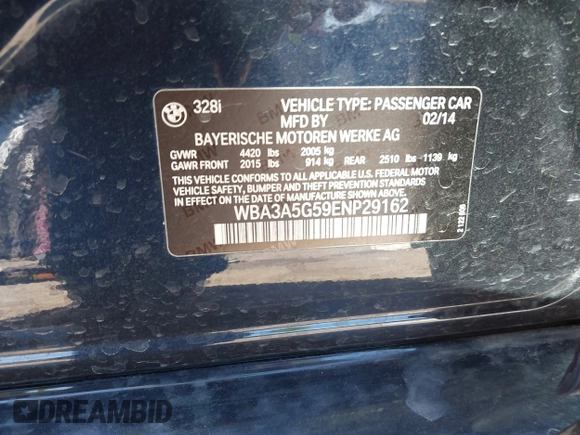 328i VEHICLE TYPE: PASSENGER CAR
MFD BY 02/14
BAYERISCHE MOTOREN WERKE AG
GVWR 4420 lbs 2005 kg
GAWR FRONT 2015 lbs 914 kg REAR 2510 lbs 1139 kg
THIS VEHICLE CONFORMS TO ALL APPLICABLE U.S. FEDERAL MOTOR
VEHICLE SAFETY, BUMPER AND THEFT PREVENTION STANDARDS
IN EFFECT ON THE DATE OF MANUFACTURE SHOWN ABOVE.
WBA3A5G59ENP29162
DREAMBID